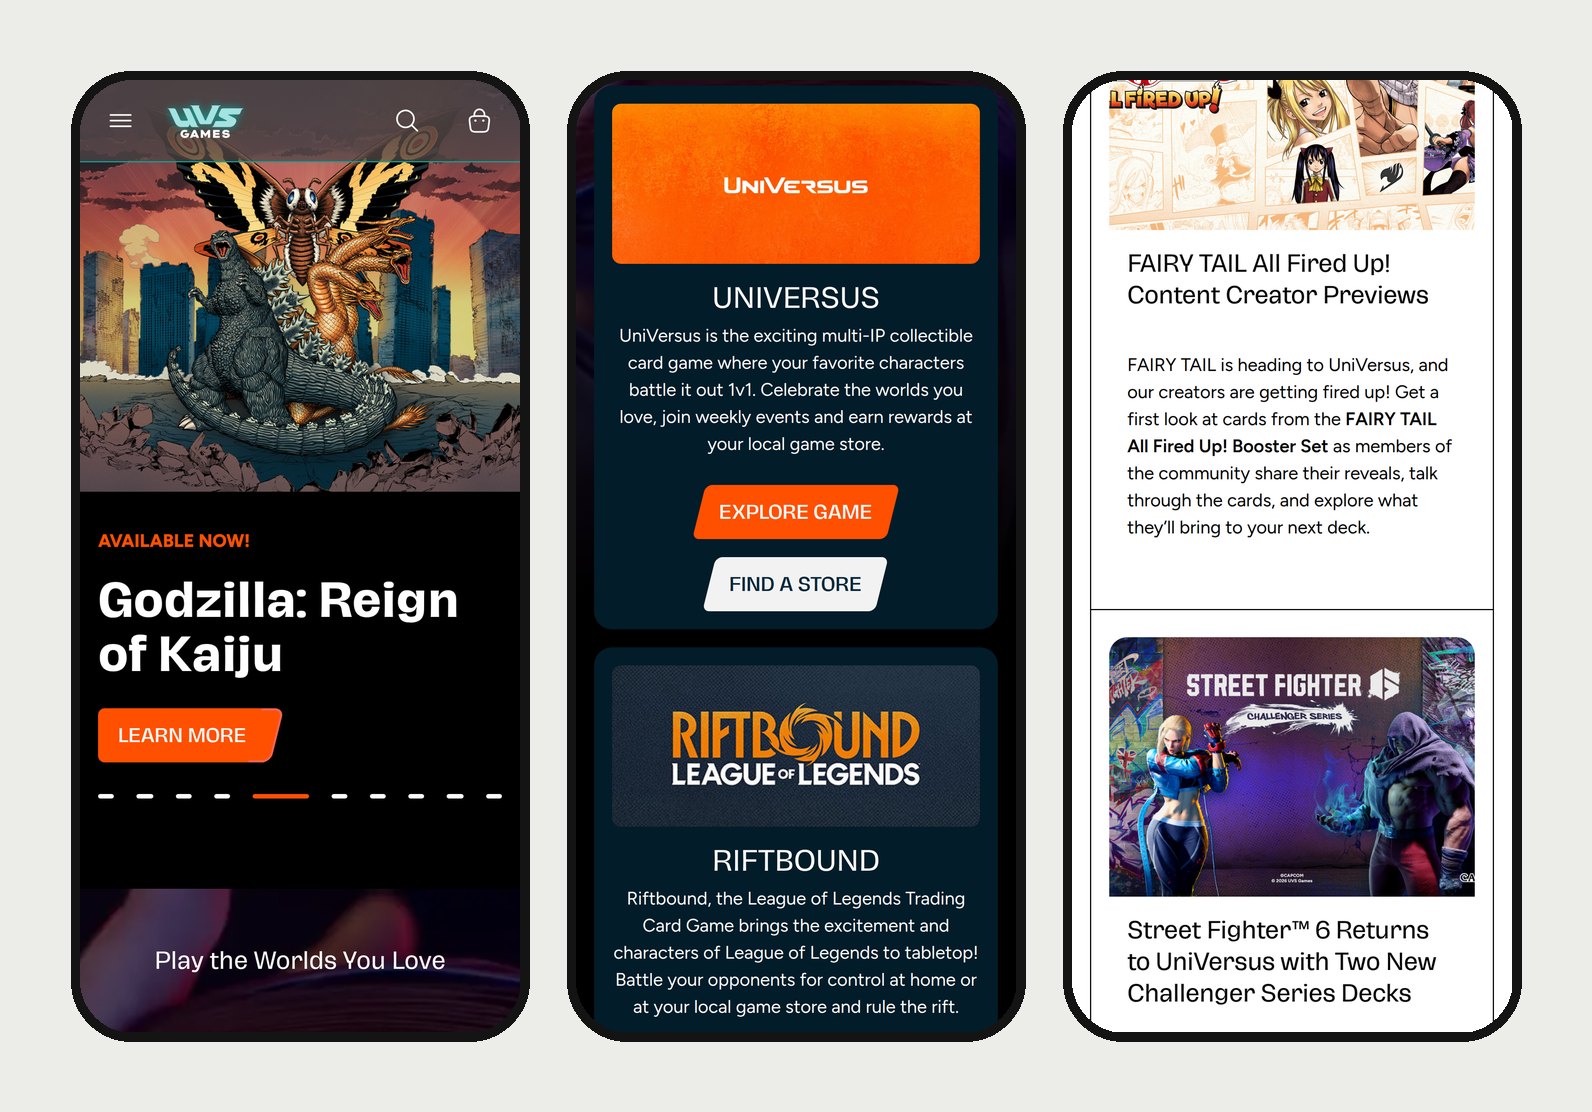 UVS
GAMES
AVAILABLE NOW!
Godzilla: Reign
of Kaiju
LEARN MORE
Play the Worlds You Love
UNIVERSUS
UNIVERSUS
UniVersus is the exciting multi-IP collectible
card game where your favorite characters
battle it out 1v1. Celebrate the worlds you
love, join weekly events and earn rewards at
your local game store.
EXPLORE GAME
FIND A STORE
RIFTBOUND
LEAGUE OF LEGENDS
RIFTBOUND
Riftbound, the League of Legends Trading
Card Game brings the excitement and
characters of League of Legends to tabletop!
Battle your opponents for control at home or
at your local game store and rule the rift.
L FIRED UP!
FAIRY TAIL All Fired Up!
Content Creator Previews
FAIRY TAIL is heading to UniVersus, and
our creators are getting fired up! Get a
first look at cards from the FAIRY TAIL
All Fired Up! Booster Set as members of
the community share their reveals, talk
through the cards, and explore what
they’ll bring to your next deck.
STREET FIGHTER 6
CHALLENGER SERIES
©CAPCOM
© 2026 UVS Games
CA
Street Fighter™ 6 Returns
to UniVersus with Two New
Challenger Series Decks